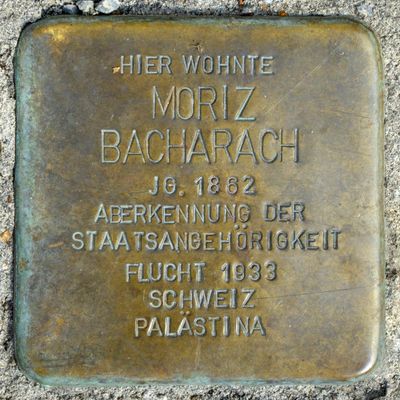 HIER WOHNTE
MORIZ
BACHARACH
JG. 1862
ABERKENNUNG DER
STAATSANGEHÖRIGKEIT
FLUCHT 1933
SCHWEIZ
PALÄSTINA